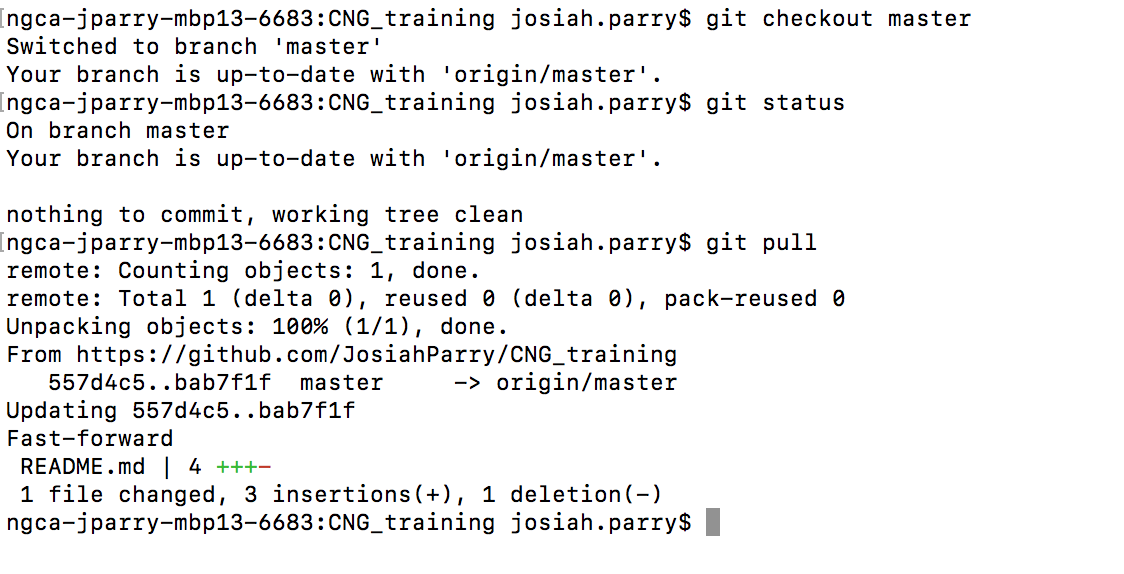 [ngca-jparry-mbp13-6683:CNG_training josiah.parry$ git checkout master
Switched to branch 'master'
Your branch is up-to-date with 'origin/master'.
[ngca-jparry-mbp13-6683:CNG_training josiah.parry$ git status
On branch master
Your branch is up-to-date with 'origin/master'.

nothing to commit, working tree clean
[ngca-jparry-mbp13-6683:CNG_training josiah.parry$ git pull
remote: Counting objects: 1, done.
remote: Total 1 (delta 0), reused 0 (delta 0), pack-reused 0
Unpacking objects: 100% (1/1), done.
From https://github.com/JosiahParry/CNG_training
   557d4c5..bab7f1f  master     -> origin/master
Updating 557d4c5..bab7f1f
Fast-forward
 README.md | 4 +++-
 1 file changed, 3 insertions(+), 1 deletion(-)
ngca-jparry-mbp13-6683:CNG_training josiah.parry$